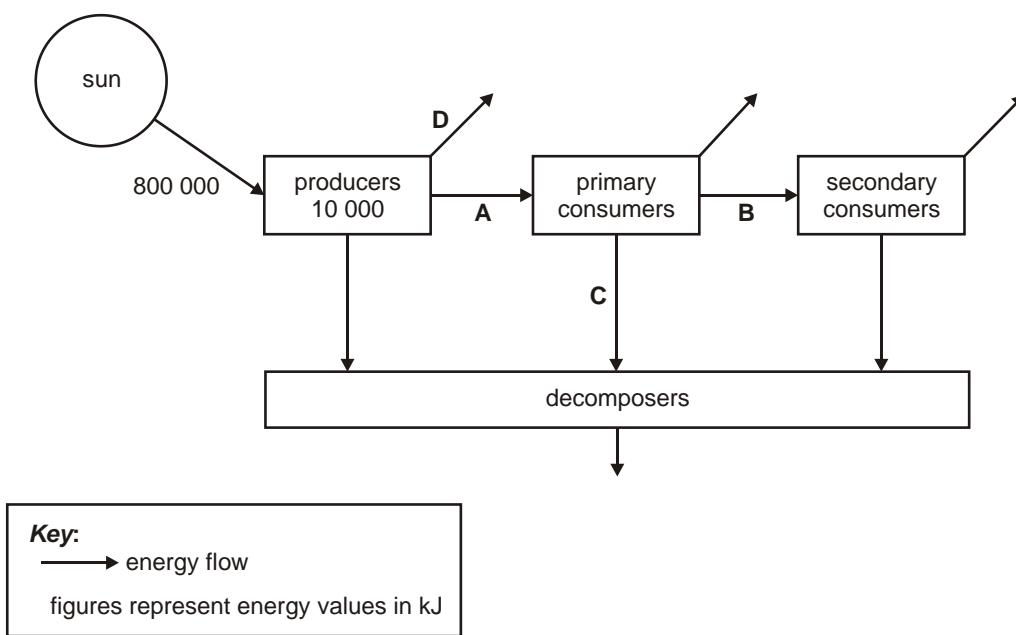 sun
800 000
D
producers
10 000
A
primary
consumers
B
secondary
consumers
C
decomposers
Key:
energy flow
figures represent energy values in kJ